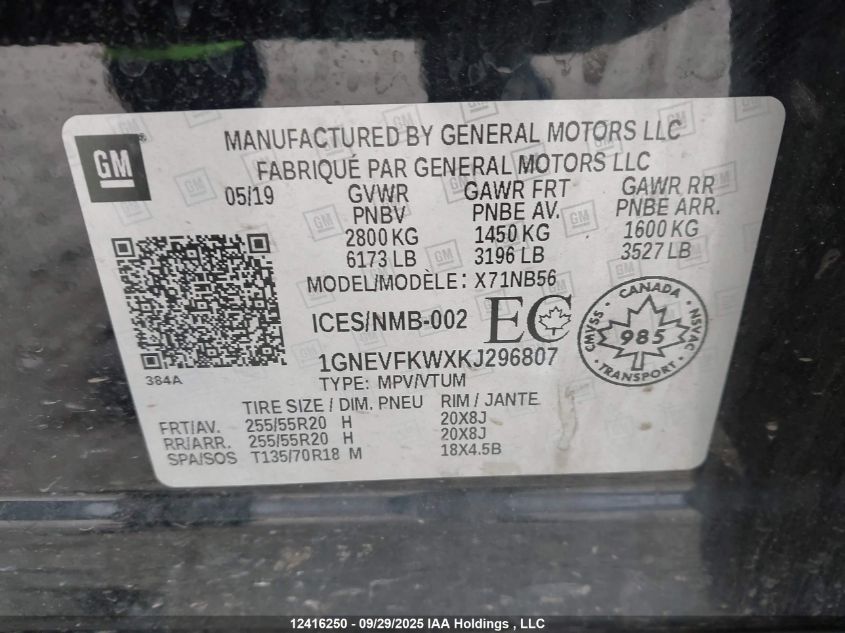 GM
MANUFACTURED BY GENERAL MOTORS LLC
FABRIQUÉ PAR GENERAL MOTORS LLC
05/19 GVWR GAWR FRT GAWR RR
PNBV PNBE AV. PNBE ARR.
2800 KG 1450 KG 1600 KG
6173 LB 3196 LB 3527 LB
MODEL/MODÈLE: X71NB56
ICES/NMB-002 EC
CANADA
CMVSS 985 NSVAC
TRANSPORT
1GNEVFKWXKJ296807
384A
TYPE: MPV/VTUM
TIRE SIZE / DIM. PNEU RIM / JANTE
FRT/AV. 255/55R20 H 20X8J
RR/ARR. 255/55R20 H 20X8J
SPA/SOS T135/70R18 M 18X4.5B
12416250 - 09/29/2025 IAA Holdings , LLC